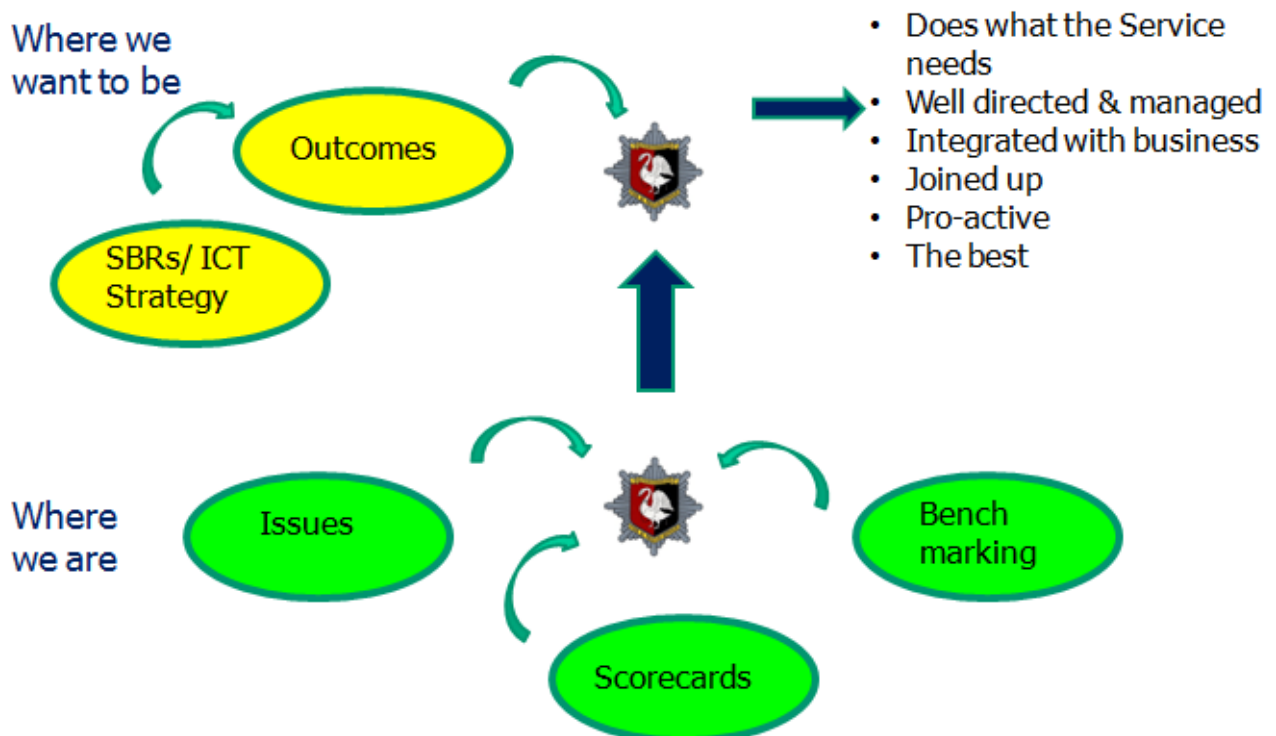 Where we
want to be
Outcomes
SBRs/ ICT
Strategy
• Does what the Service
needs
• Well directed & managed
• Integrated with business
• Joined up
• Pro-active
• The best
Where
we are
Issues
Bench
marking
Scorecards